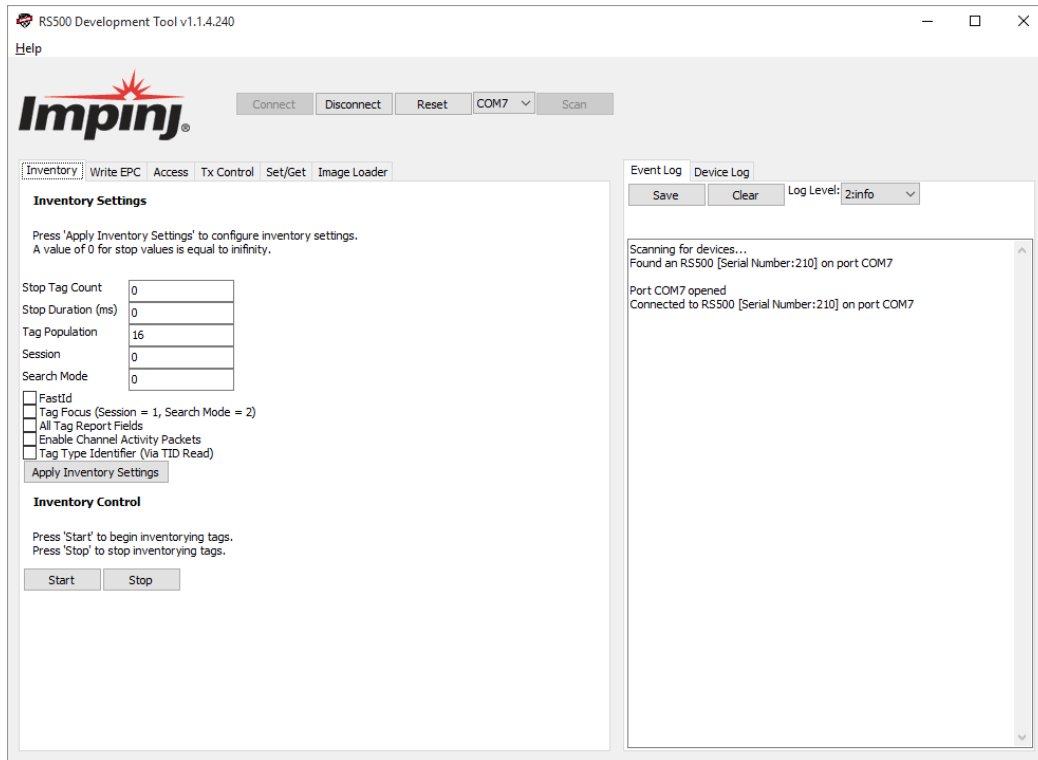 RS500 Development Tool v1.1.4.240
Help
Impinj®
Connect Disconnect Reset COM7 Scan
Inventory Write EPC Access Tx Control Set/Get Image Loader
Inventory Settings
Press 'Apply Inventory Settings' to configure inventory settings.
A value of 0 for stop values is equal to inifinity.
Stop Tag Count 0
Stop Duration (ms) 0
Tag Population 16
Session 0
Search Mode 0
FastId
Tag Focus (Session = 1, Search Mode = 2)
All Tag Report Fields
Enable Channel Activity Packets
Tag Type Identifier (Via TID Read)
Apply Inventory Settings
Inventory Control
Press 'Start' to begin inventorying tags.
Press 'Stop' to stop inventorying tags.
Start Stop
Event Log Device Log
Save Clear Log Level: 2:info
Scanning for devices...
Found an RS500 [Serial Number:210] on port COM7
Port COM7 opened
Connected to RS500 [Serial Number:210] on port COM7